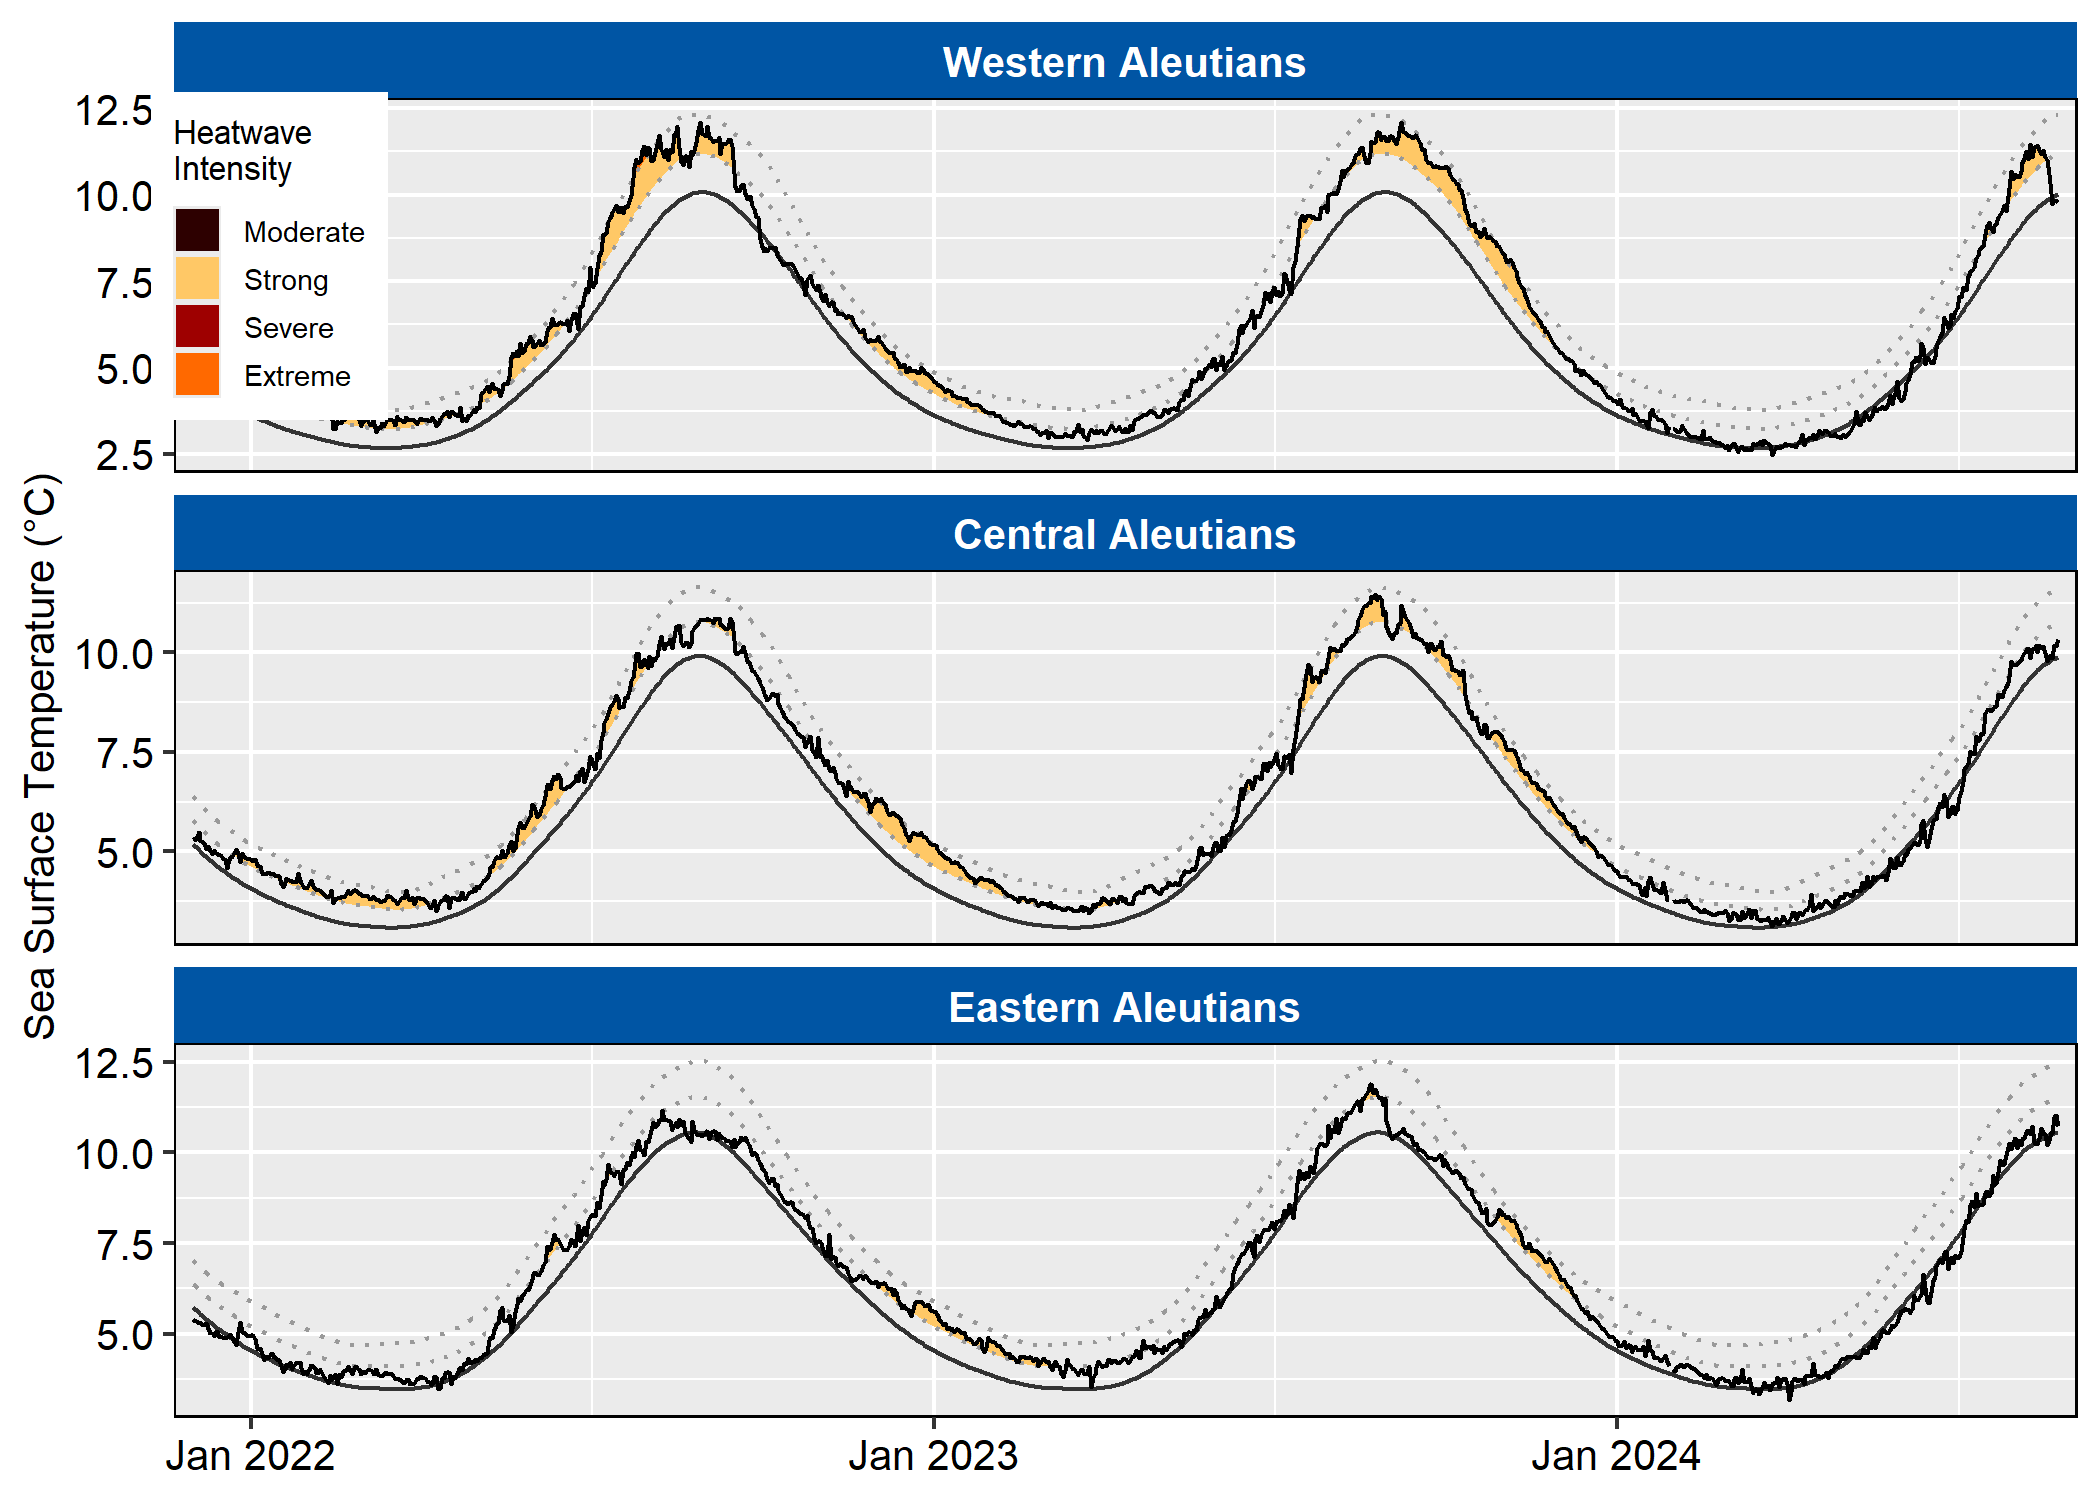 Western Aleutians
12.5
10.0
7.5
5.0
2.5
Heatwave
Intensity
Moderate
Strong
Severe
Extreme
Sea Surface Temperature (°C)
Central Aleutians
10.0
7.5
5.0
Eastern Aleutians
12.5
10.0
7.5
5.0
Jan 2022
Jan 2023
Jan 2024